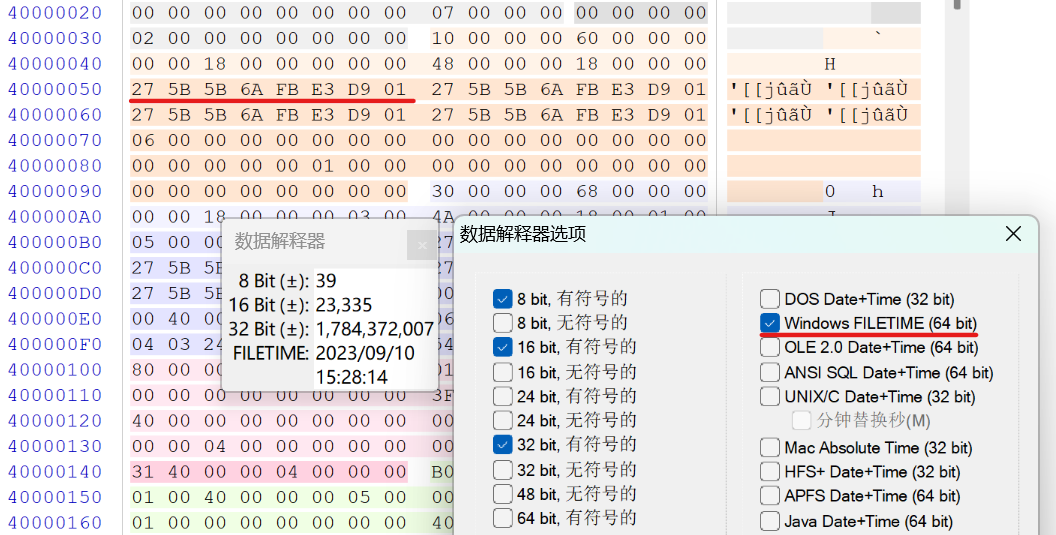 40000020 00 00 00 00 00 00 00 00 07 00 00 00 00 00 00 00
40000030 02 00 00 00 00 00 00 00 10 00 00 00 60 00 00 00 `
40000040 00 00 18 00 00 00 00 00 48 00 00 00 18 00 00 00 H
40000050 27 5B 5B 6A FB E3 D9 01 27 5B 5B 6A FB E3 D9 01 '[[jûãÙ '[[jûãÙ
40000060 27 5B 5B 6A FB E3 D9 01 27 5B 5B 6A FB E3 D9 01 '[[jûãÙ '[[jûãÙ
40000070 06 00 00 00 00 00 00 00 00 00 00 00 00 00 00 00
40000080 00 00 00 00 00 01 00 00 00 00 00 00 00 00 00 00
40000090 00 00 00 00 00 00 00 00 30 00 00 00 68 00 00 00 0 h
400000A0 00 00 18 00 00 00 03 00 4A 00 00 00 18 00 01 00 J
400000B0 05 00 00 27
400000C0 27 5B 5B 27
400000D0 27 5B 5B 00
400000E0 00 40 00 06
400000F0 04 03 24 64
40000100 80 00 00 01
40000110 00 00 00 00 00 00 00 00 3F
40000120 40 00 00 00 00 00 00 00
40000130 00 00 04 00 00 00 00 00
40000140 31 40 00 00 04 00 00 00 B0
40000150 01 00 40 00 00 00 05 00 00
40000160 01 00 00 00 00 00 00 00 40
数据解释器
×
8 Bit (±): 39
16 Bit (±): 23,335
32 Bit (±): 1,784,372,007
FILETIME: 2023/09/10
15:28:14
数据解释器选项
8 bit, 有符号的
8 bit, 无符号的
16 bit, 有符号的
16 bit, 无符号的
24 bit, 有符号的
24 bit, 无符号的
32 bit, 有符号的
32 bit, 无符号的
48 bit, 无符号的
64 bit, 有符号的
DOS Date+Time (32 bit)
Windows FILETIME (64 bit)
OLE 2.0 Date+Time (64 bit)
ANSI SQL Date+Time (64 bit)
UNIX/C Date+Time (32 bit)
分钟替换秒(M)
Mac Absolute Time (32 bit)
HFS+ Date+Time (32 bit)
APFS Date+Time (64 bit)
Java Date+Time (64 bit)